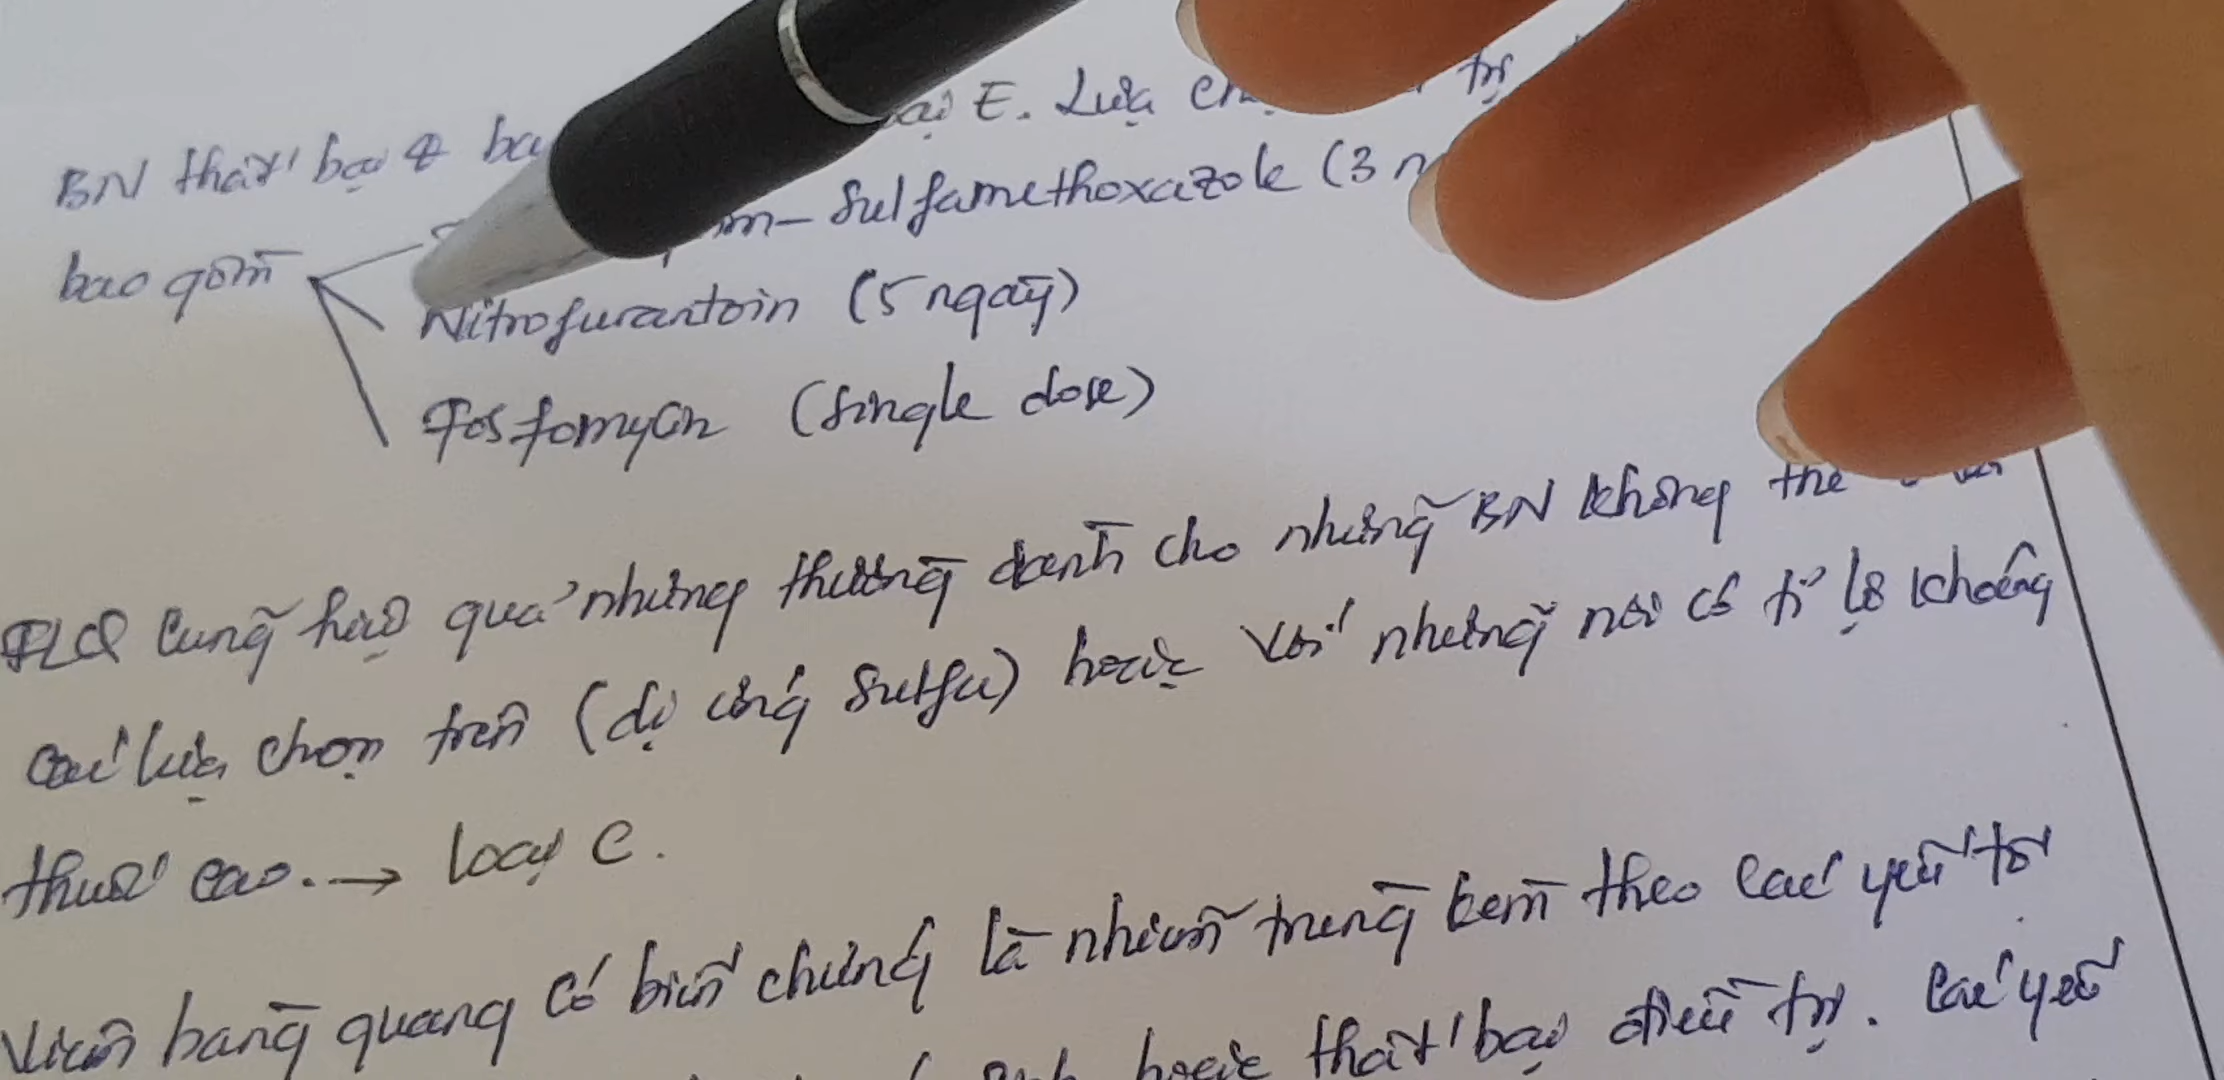 BN thất bại ... loại E. Lựa ... trị
bao gồm
-Sulfamethoxazole (3
Nitrofurantoin (5 ngày)
Fosfomycin (single dose)
FLQ cũng hiệu quả nhưng thường dành cho những BN không thể
các lựa chọn trên (dị ứng Sulfa) hoặc với những nơi có tỉ lệ kháng
thuốc cao. → loại C.
Viêm bàng quang có biến chứng là nhiễm trùng kèm theo các yếu tố
hoặc thất bại điều trị. Các yếu